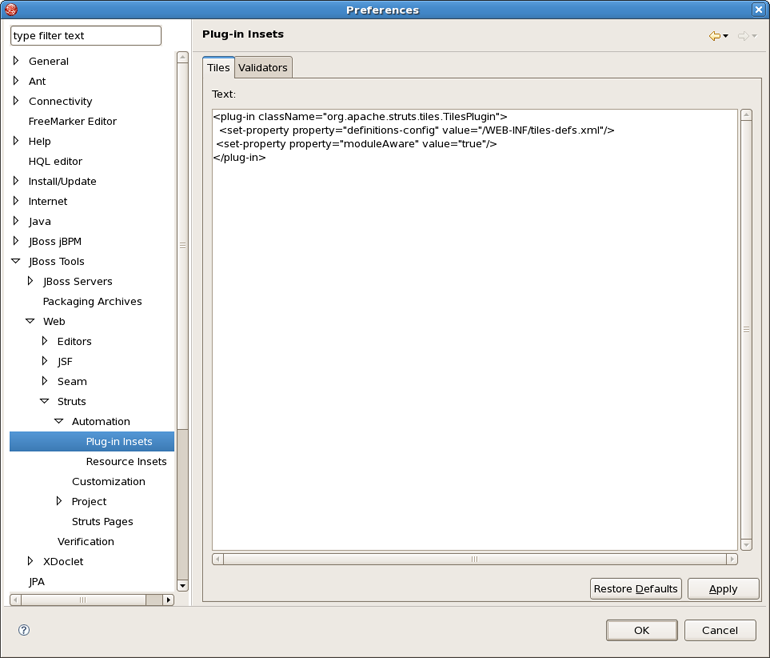 Preferences
type filter text
General
Ant
Connectivity
FreeMarker Editor
Help
HQL editor
Install/Update
Internet
Java
JBoss jBPM
JBoss Tools
JBoss Servers
Packaging Archives
Web
Editors
JSF
Seam
Struts
Automation
Plug-in Insets
Resource Insets
Customization
Project
Struts Pages
Verification
XDoclet
JPA
Plug-in Insets
Tiles
Validators
Text:
<plug-in className="org.apache.struts.tiles.TilesPlugin">
<set-property property="definitions-config" value="/WEB-INF/tiles-defs.xml"/>
<set-property property="moduleAware" value="true"/>
</plug-in>
Restore Defaults
Apply
?
OK
Cancel